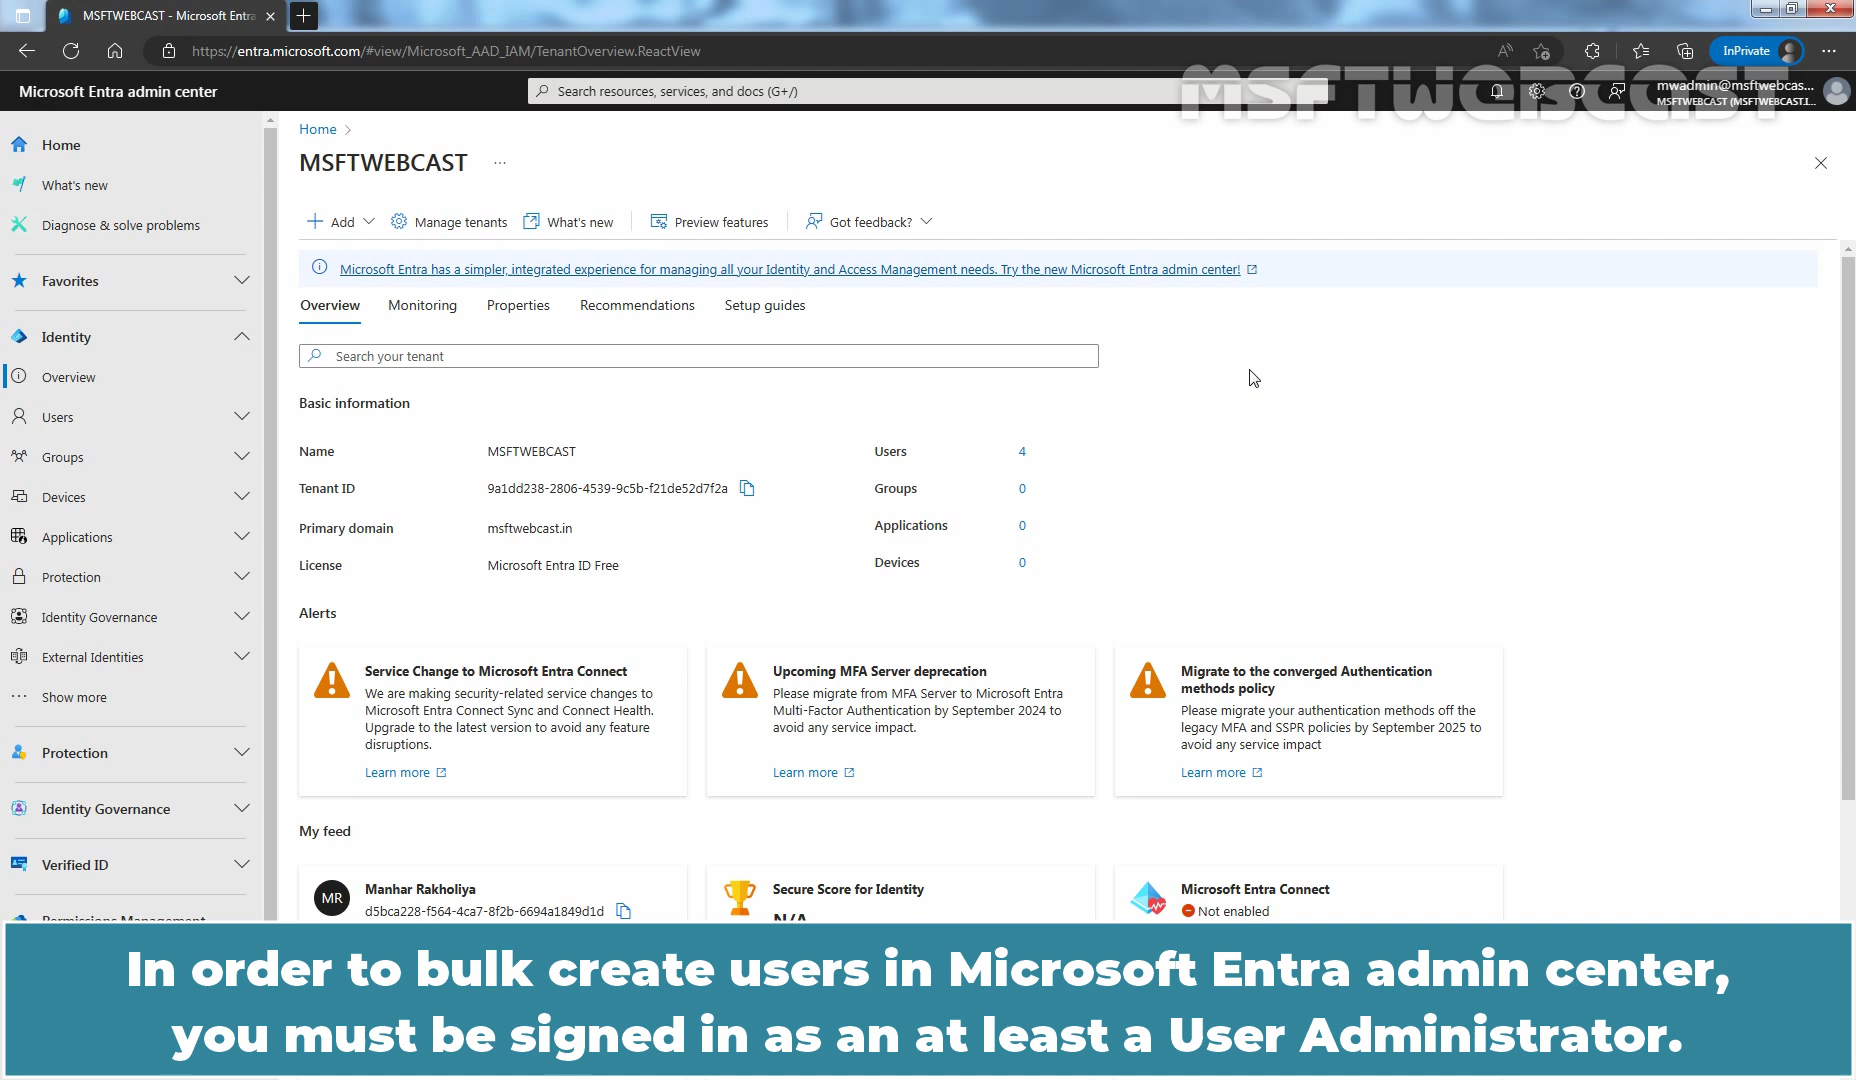 MSFTWEBCAST - Microsoft Entra
https://entra.microsoft.com/#view/Microsoft_AAD_IAM/TenantOverview.ReactView
InPrivate
Microsoft Entra admin center
Search resources, services, and docs (G+/)
MSFTWEBCAST
mwadmin@msftwebcas...
MSFTWEBCAST (MSFTWEBCAST.I...
Home
What's new
Diagnose & solve problems
Favorites
Identity
Overview
Users
Groups
Devices
Applications
Protection
Identity Governance
External Identities
Show more
Protection
Identity Governance
Verified ID
Permissions Management
Home >
MSFTWEBCAST ...
Add
Manage tenants
What's new
Preview features
Got feedback?
Microsoft Entra has a simpler, integrated experience for managing all your Identity and Access Management needs. Try the new Microsoft Entra admin center!
Overview Monitoring Properties Recommendations Setup guides
Search your tenant
Basic information
Name MSFTWEBCAST Users 4
Tenant ID 9a1dd238-2806-4539-9c5b-f21de52d7f2a Groups 0
Primary domain msftwebcast.in Applications 0
License Microsoft Entra ID Free Devices 0
Alerts
Service Change to Microsoft Entra Connect
We are making security-related service changes to
Microsoft Entra Connect Sync and Connect Health.
Upgrade to the latest version to avoid any feature
disruptions.
Learn more
Upcoming MFA Server deprecation
Please migrate from MFA Server to Microsoft Entra
Multi-Factor Authentication by September 2024 to
avoid any service impact.
Learn more
Migrate to the converged Authentication
methods policy
Please migrate your authentication methods off the
legacy MFA and SSPR policies by September 2025 to
avoid any service impact
Learn more
My feed
MR
Manhar Rakholiya
d5bca228-f564-4ca7-8f2b-6694a1849d1d
Secure Score for Identity
N/A
Microsoft Entra Connect
Not enabled
In order to bulk create users in Microsoft Entra admin center,
you must be signed in as an at least a User Administrator.